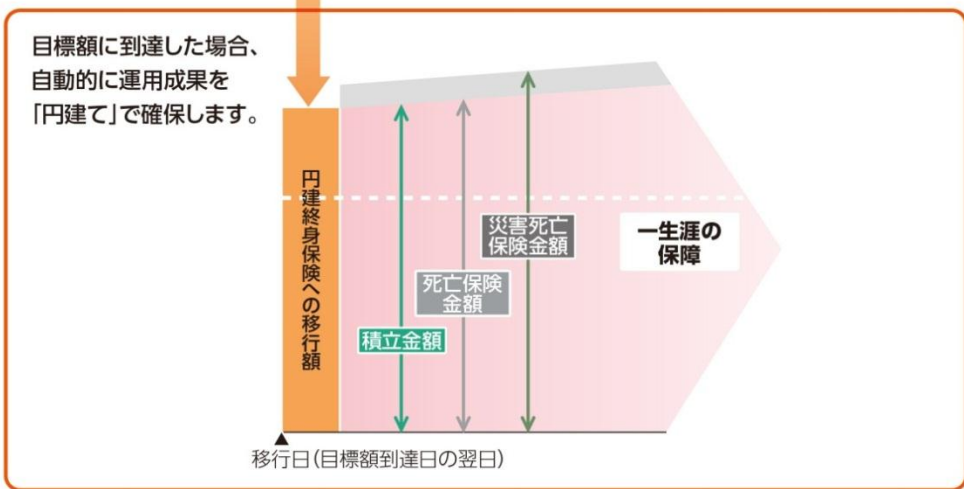 目標額に到達した場合、
自動的に運用成果を
「円建て」で確保します。
円建終身保険への移行額
災害死亡
保険金額
死亡保険
金額
積立金額
一生涯の
保障
▲
移行日(目標額到達日の翌日)